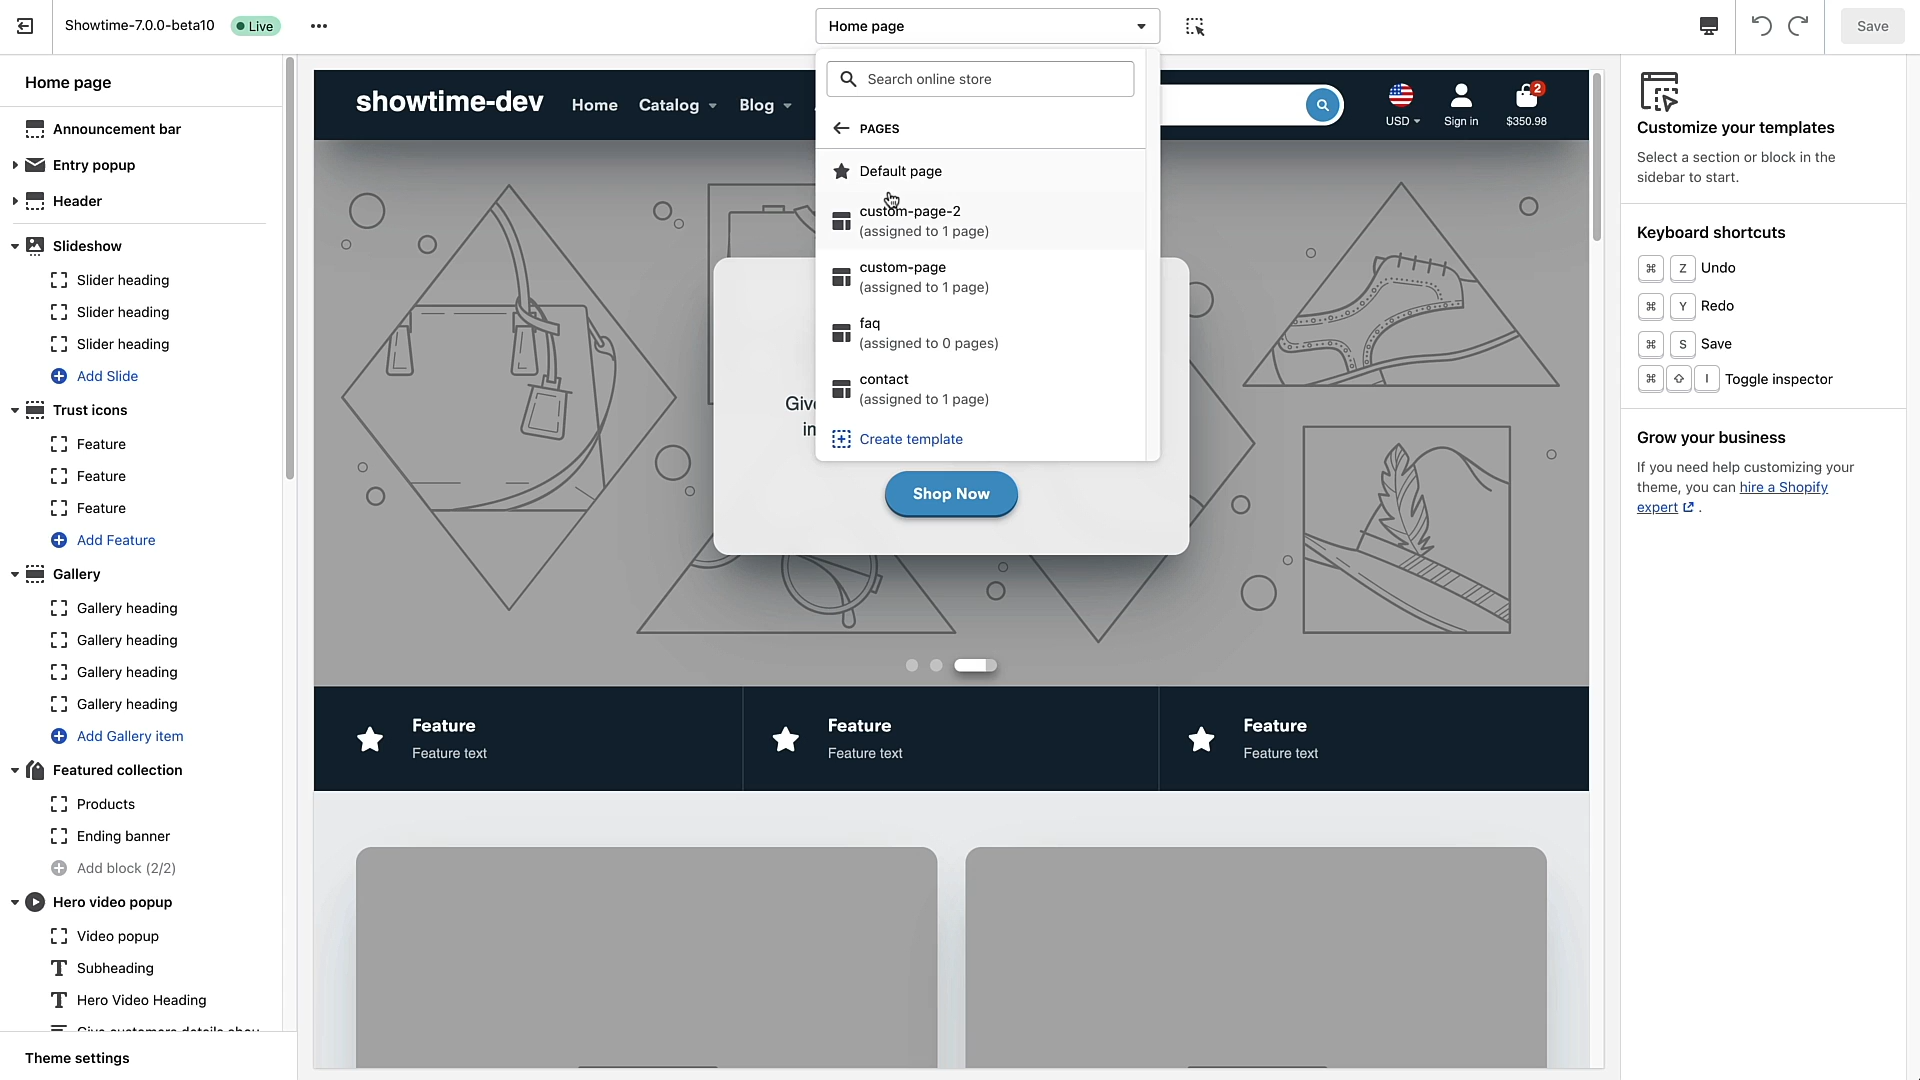 Showtime-7.0.0-beta10
Live
Home page
Save
Home page
Announcement bar
Entry popup
Header
Slideshow
Slider heading
Slider heading
Slider heading
Add Slide
Trust icons
Feature
Feature
Feature
Add Feature
Gallery
Gallery heading
Gallery heading
Gallery heading
Gallery heading
Add Gallery item
Featured collection
Products
Ending banner
Add block (2/2)
Hero video popup
Video popup
Subheading
Hero Video Heading
Theme settings
showtime-dev
Home
Catalog
Blog
USD
Sign in
2
$350.98
Search online store
PAGES
Default page
custom-page-2
(assigned to 1 page)
custom-page
(assigned to 1 page)
faq
(assigned to 0 pages)
contact
(assigned to 1 page)
Create template
Shop Now
Feature
Feature text
Feature
Feature text
Feature
Feature text
Customize your templates
Select a section or block in the
sidebar to start.
Keyboard shortcuts
⌘ Z Undo
⌘ Y Redo
⌘ S Save
⌘ ⇧ I Toggle inspector
Grow your business
If you need help customizing your
theme, you can hire a Shopify
expert .